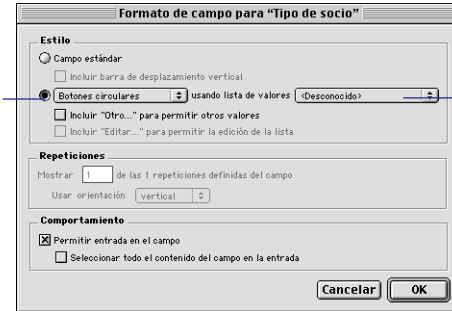 Formato de campo para “Tipo de socio”
Estilo
Campo estándar
Incluir barra de desplazamiento vertical
Botones circulares usando lista de valores <Desconocido>
Incluir "Otro..." para permitir otros valores
Incluir "Editar..." para permitir la edición de la lista
Repeticiones
Mostrar 1 de las 1 repeticiones definidas del campo
Usar orientación vertical
Comportamiento
Permitir entrada en el campo
Seleccionar todo el contenido del campo en la entrada
Cancelar OK